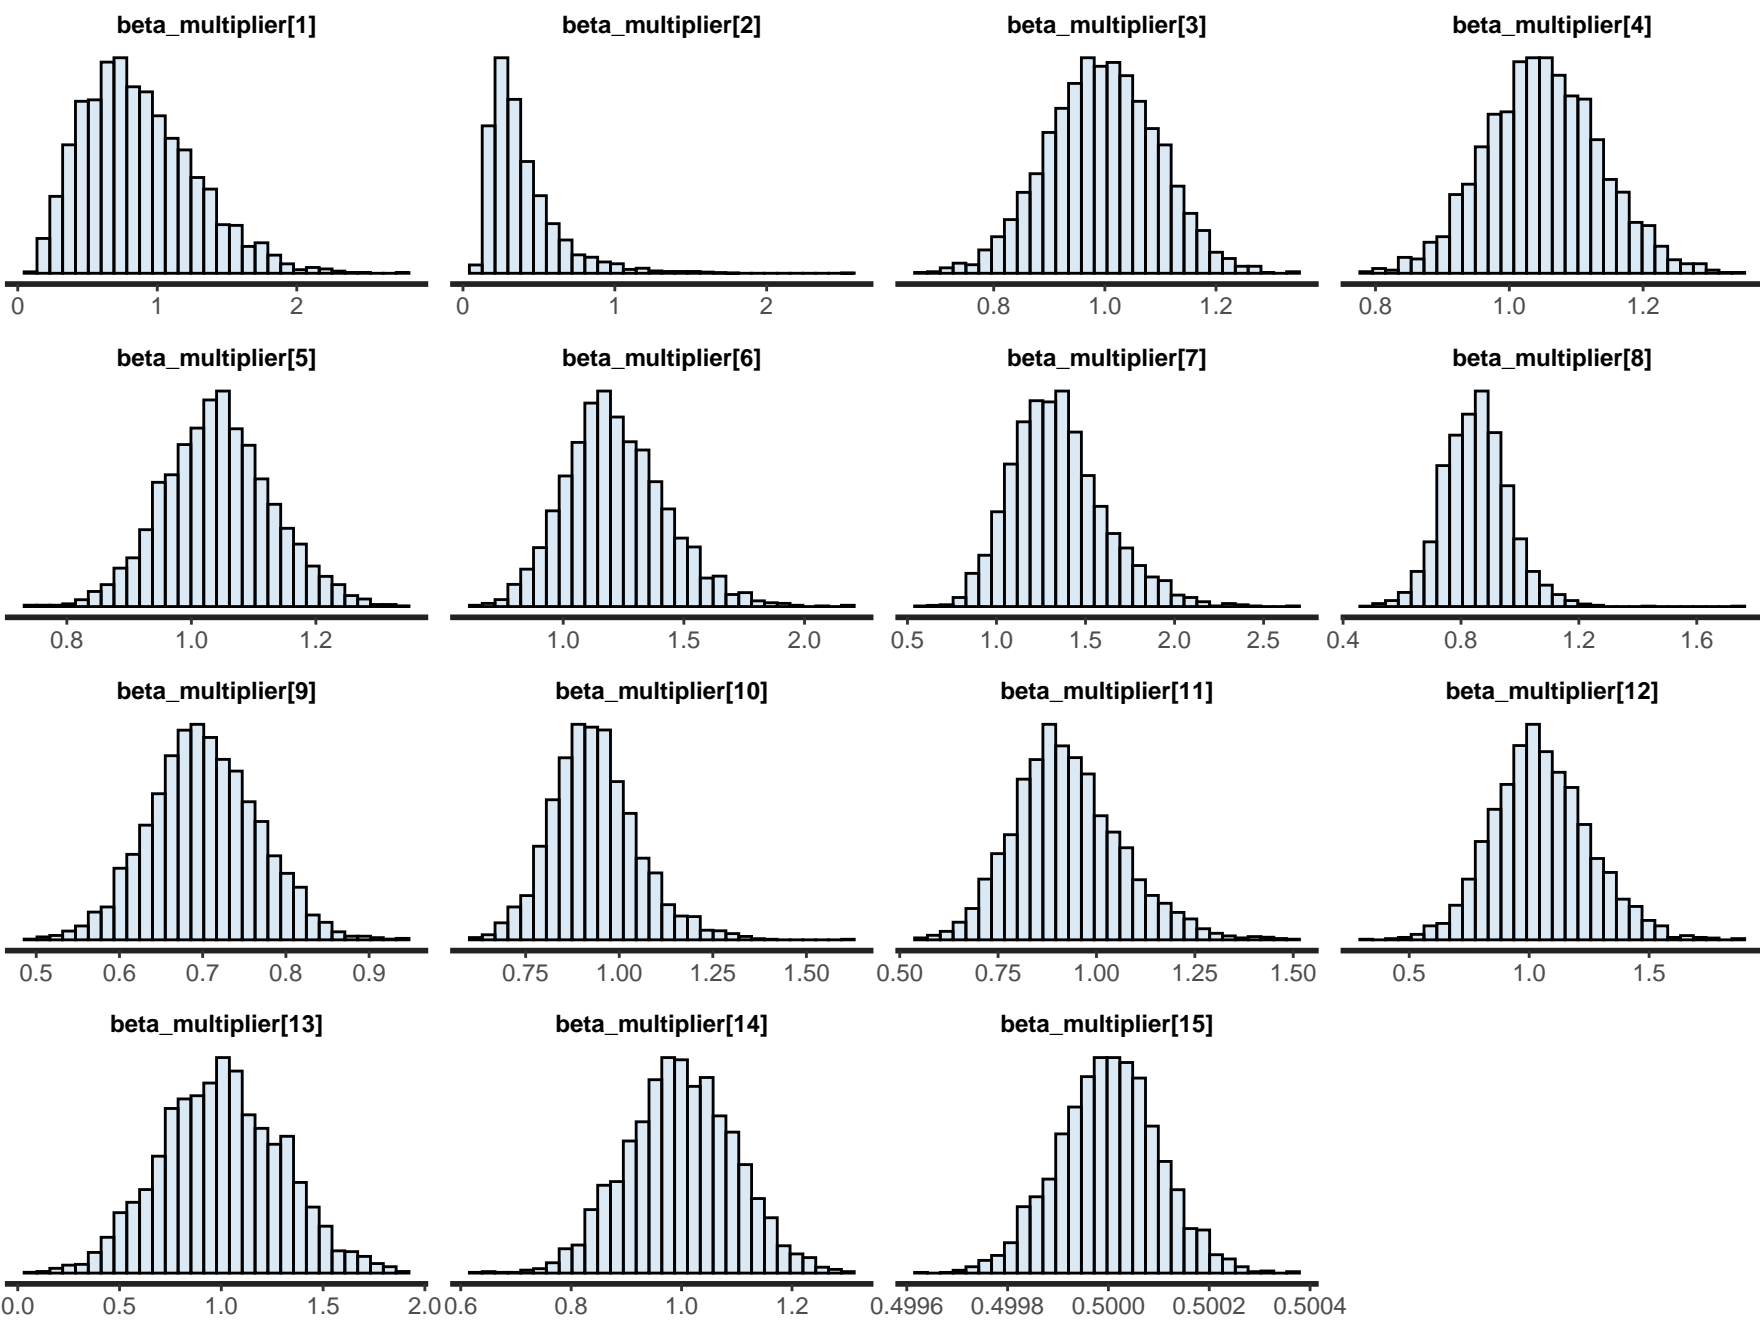 beta_multiplier[1] beta_multiplier[2] beta_multiplier[3] beta_multiplier[4]
0 1 2 0 1 2 0.8 1.0 1.2 0.8 1.0 1.2
beta_multiplier[5] beta_multiplier[6] beta_multiplier[7] beta_multiplier[8]
0.8 1.0 1.2 1.0 1.5 2.0 0.5 1.0 1.5 2.0 2.5 0.4 0.8 1.2 1.6
beta_multiplier[9] beta_multiplier[10] beta_multiplier[11] beta_multiplier[12]
0.5 0.6 0.7 0.8 0.9 0.75 1.00 1.25 1.50 0.50 0.75 1.00 1.25 1.50 0.5 1.0 1.5
beta_multiplier[13] beta_multiplier[14] beta_multiplier[15]
0.0 0.5 1.0 1.5 2.0 0.6 0.8 1.0 1.2 0.4996 0.4998 0.5000 0.5002 0.5004